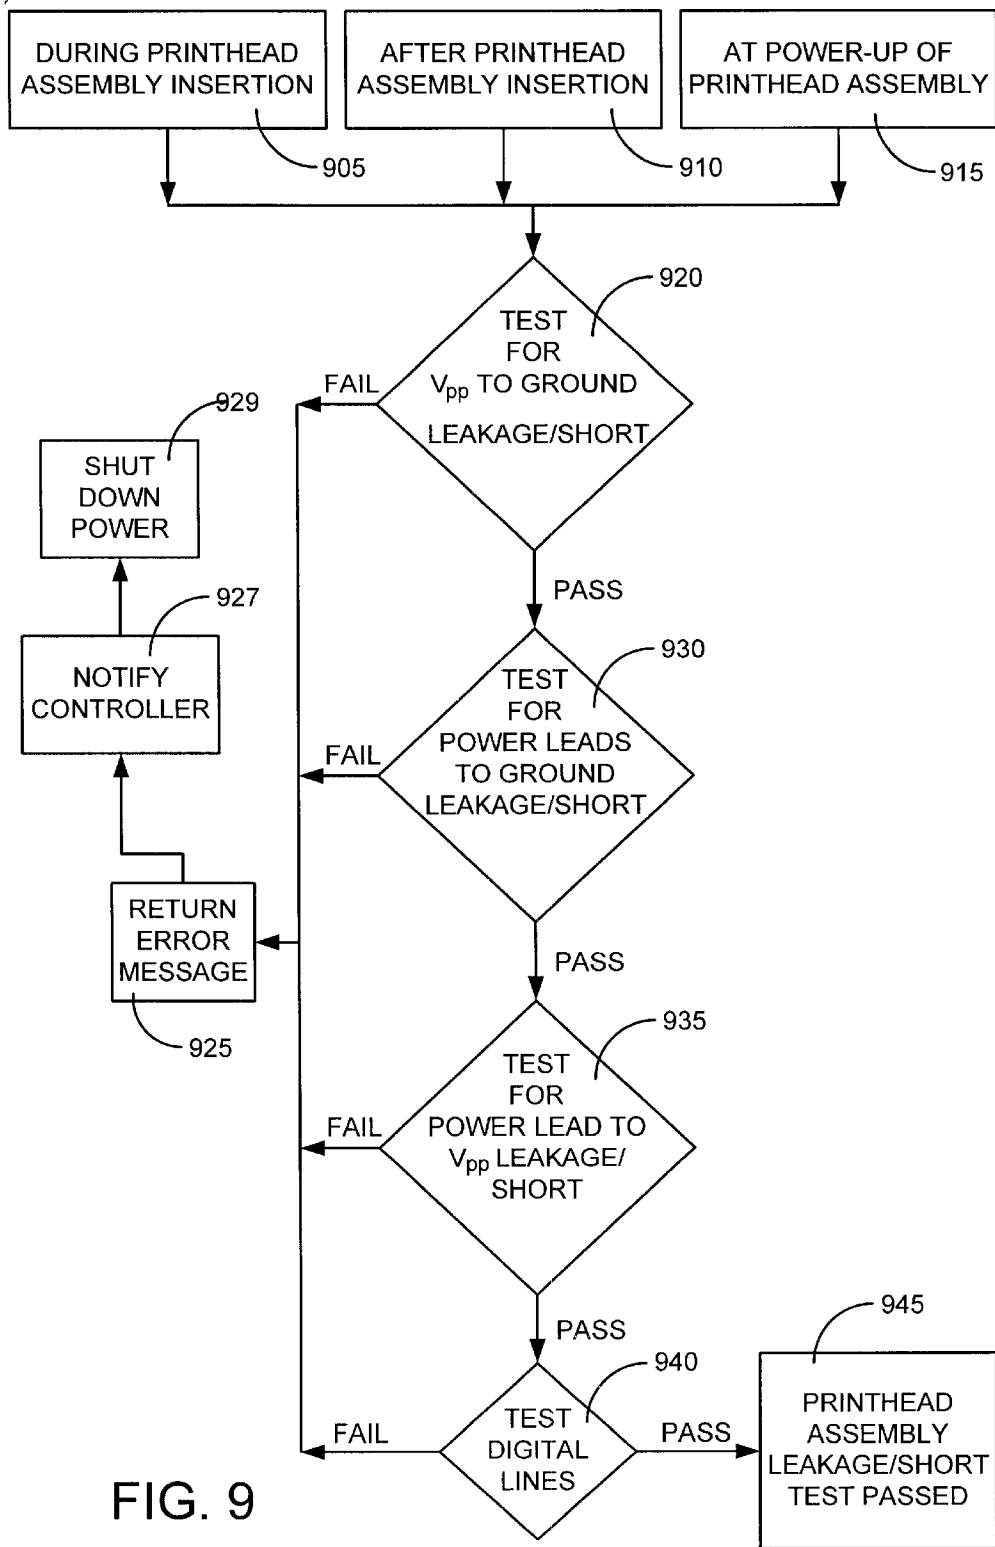 DURING PRINTHEAD
ASSEMBLY INSERTION
905
AFTER PRINTHEAD
ASSEMBLY INSERTION
910
AT POWER-UP OF
PRINTHEAD ASSEMBLY
915
920
TEST
FOR
Vpp TO GROUND
LEAKAGE/SHORT
FAIL
929
SHUT
DOWN
POWER
PASS
927
NOTIFY
CONTROLLER
930
TEST
FOR
POWER LEADS
TO GROUND
LEAKAGE/SHORT
FAIL
RETURN
ERROR
MESSAGE
925
PASS
935
TEST
FOR
POWER LEAD TO
Vpp LEAKAGE/
SHORT
FAIL
PASS
940
TEST
DIGITAL
LINES
FAIL
PASS
945
PRINTHEAD
ASSEMBLY
LEAKAGE/SHORT
TEST PASSED
FIG. 9